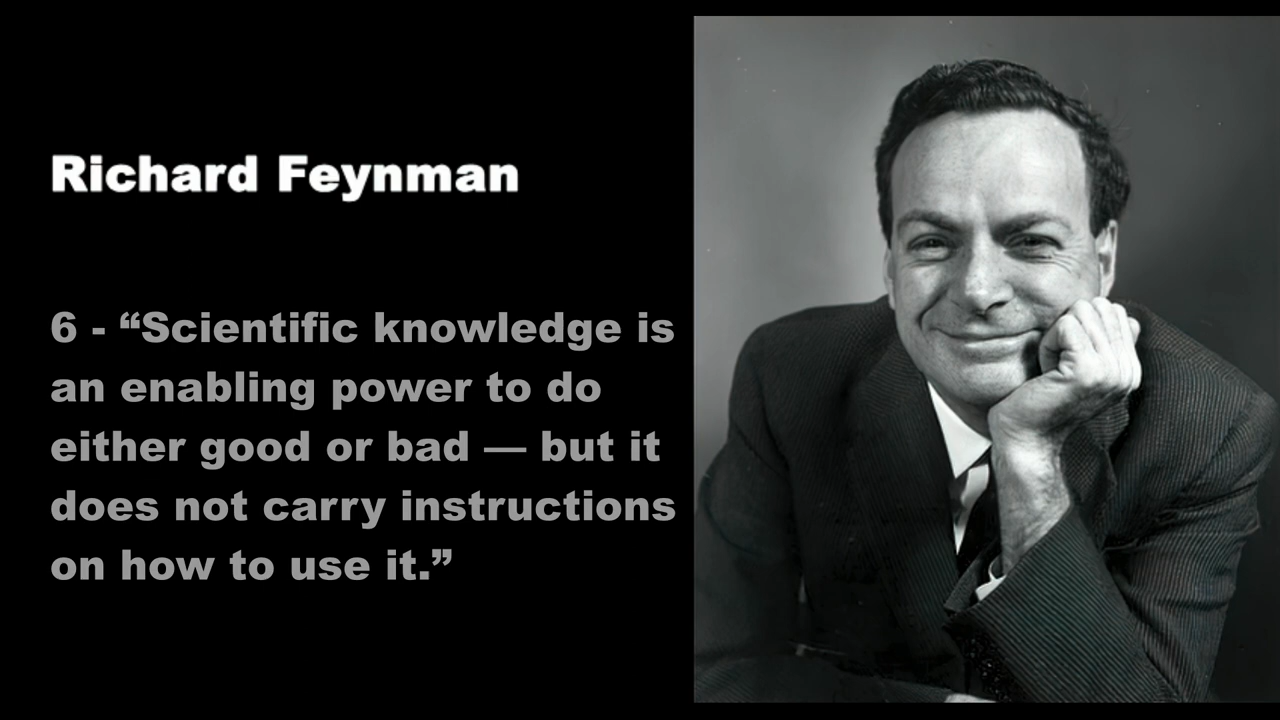 Richard Feynman
6 - “Scientific knowledge is
an enabling power to do
either good or bad — but it
does not carry instructions
on how to use it.”